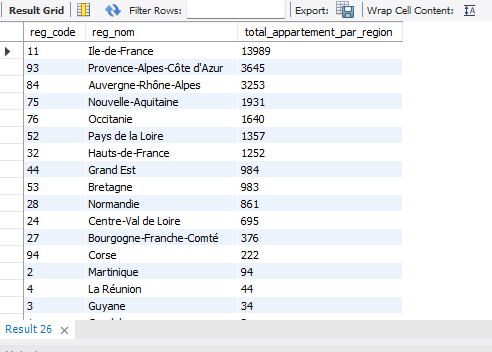 Result Grid Filter Rows: Export: Wrap Cell Content:
reg_code reg_nom total_appartement_par_region
11 Ile-de-France 13989
93 Provence-Alpes-Côte d'Azur 3645
84 Auvergne-Rhône-Alpes 3253
75 Nouvelle-Aquitaine 1931
76 Occitanie 1640
52 Pays de la Loire 1357
32 Hauts-de-France 1252
44 Grand Est 984
53 Bretagne 983
28 Normandie 861
24 Centre-Val de Loire 695
27 Bourgogne-Franche-Comté 376
94 Corse 222
2 Martinique 94
4 La Réunion 44
3 Guyane 34
Result 26